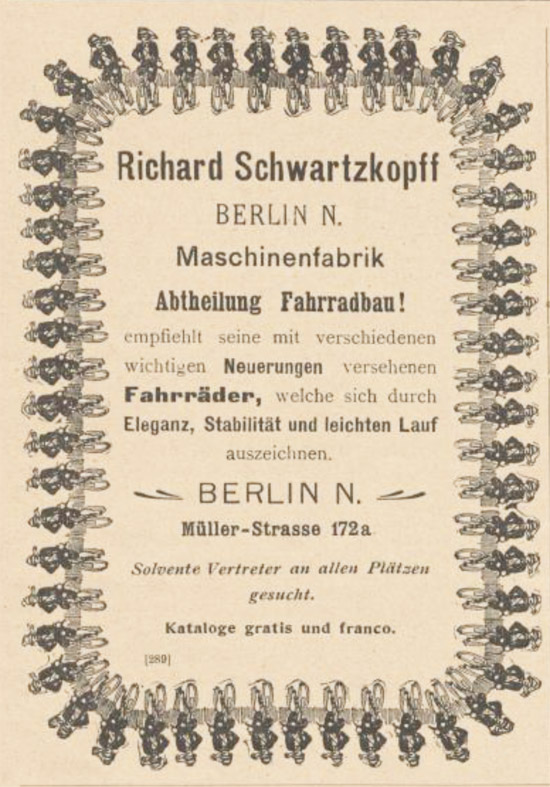 Richard Schwartzkopff
BERLIN N.
Maschinenfabrik
Abtheilung Fahrradbau!
empfiehlt seine mit verschiedenen
wichtigen Neuerungen versehenen
Fahrräder, welche sich durch
Eleganz, Stabilität und leichten Lauf
auszeichnen.
BERLIN N.
Müller-Strasse 172a
Solvente Vertreter an allen Plätzen
gesucht.
Kataloge gratis und franco.
[289]